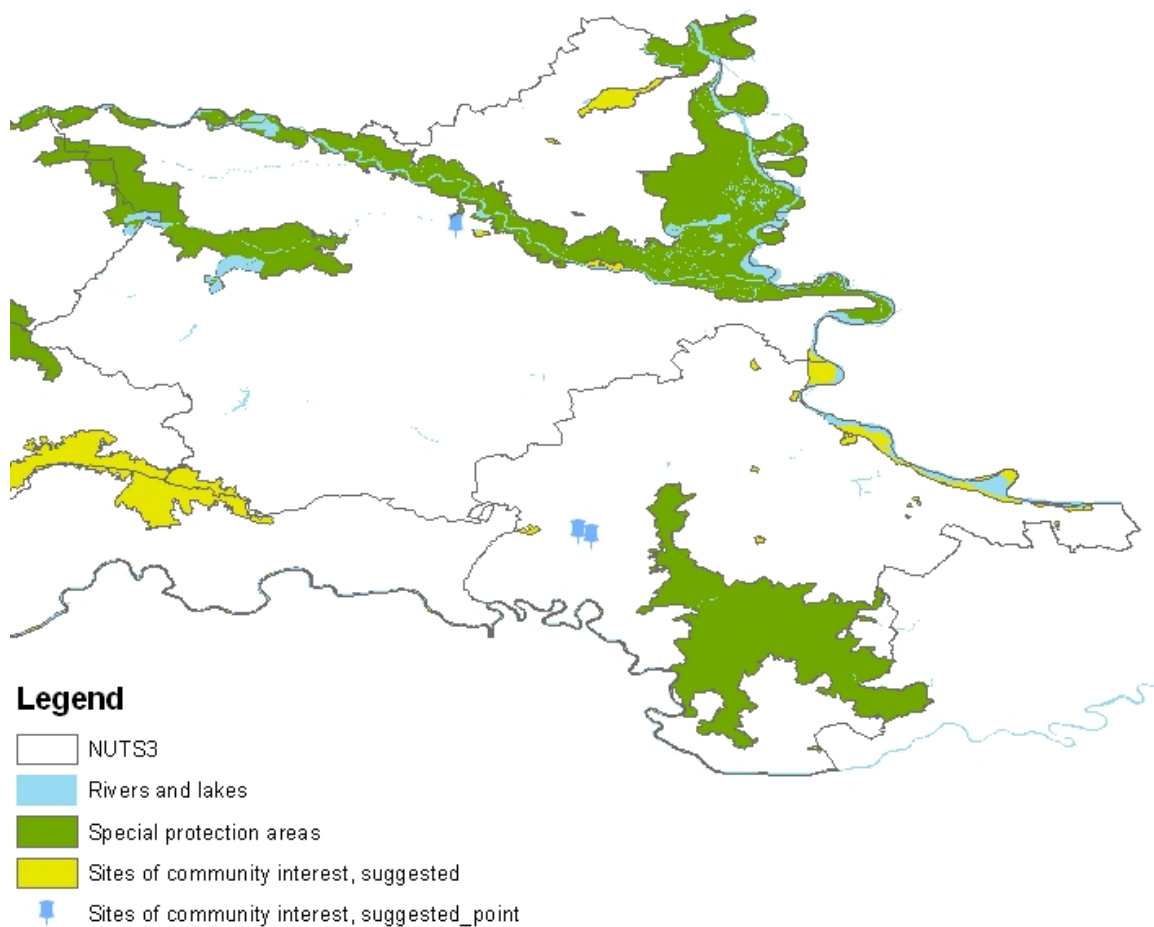 Legend
NUTS3
Rivers and lakes
Special protection areas
Sites of community interest, suggested
Sites of community interest, suggested_point